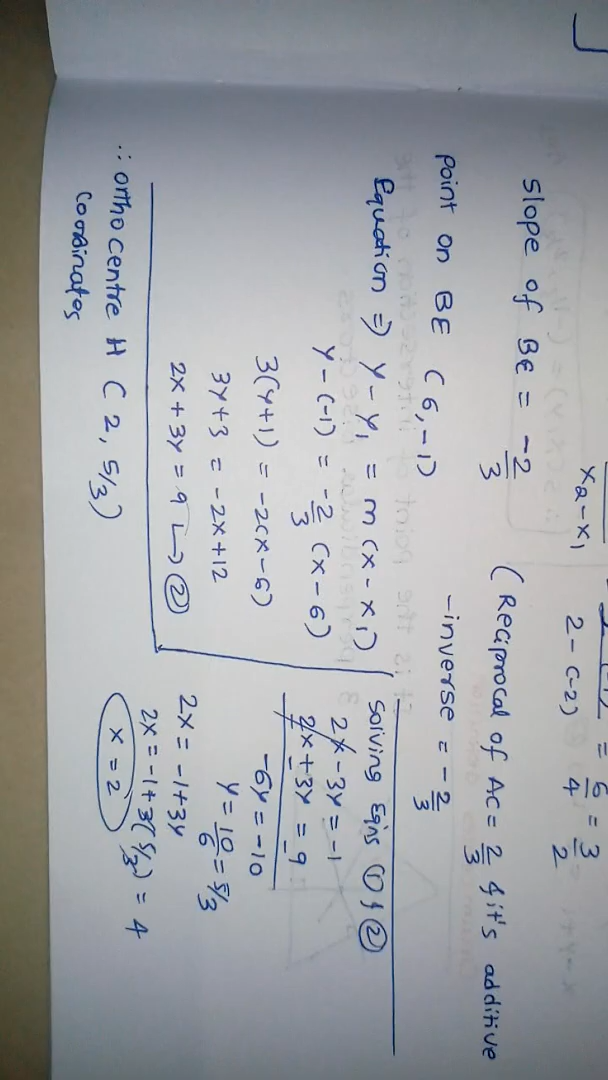 x₂-x₁ 2-(-2) = 6/4 = 3/2
Slope of BE = -2/3 (Reciprocal of AC = 2/3 & it's additive
-inverse = -2/3
Point on BE (6,-1)
Equation ⇒ y-y₁ = m(x-x₁)
y-(-1) = -2/3 (x-6)
3(y+1) = -2(x-6)
3y+3 = -2x+12
2x+3y = 9 ↳ ②
Solving Eqns ① & ②
2x-3y = -1
2x+3y = 9
-6y = -10
y = 10/6 = 5/3
2x = -1+3y
2x = -1+3(5/3) = 4
x = 2
∴ orthocentre H (2, 5/3)
coordinates